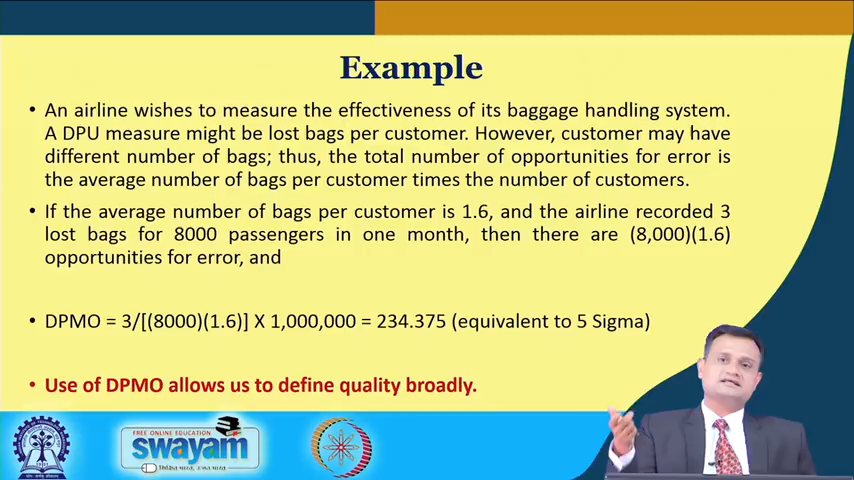 Example
• An airline wishes to measure the effectiveness of its baggage handling system.
A DPU measure might be lost bags per customer. However, customer may have
different number of bags; thus, the total number of opportunities for error is
the average number of bags per customer times the number of customers.
• If the average number of bags per customer is 1.6, and the airline recorded 3
lost bags for 8000 passengers in one month, then there are (8,000)(1.6)
opportunities for error, and
• DPMO = 3/[(8000)(1.6)] X 1,000,000 = 234.375 (equivalent to 5 Sigma)
• Use of DPMO allows us to define quality broadly.
FREE ONLINE EDUCATION
swayam
शिक्षित भारत, उन्नत भारत